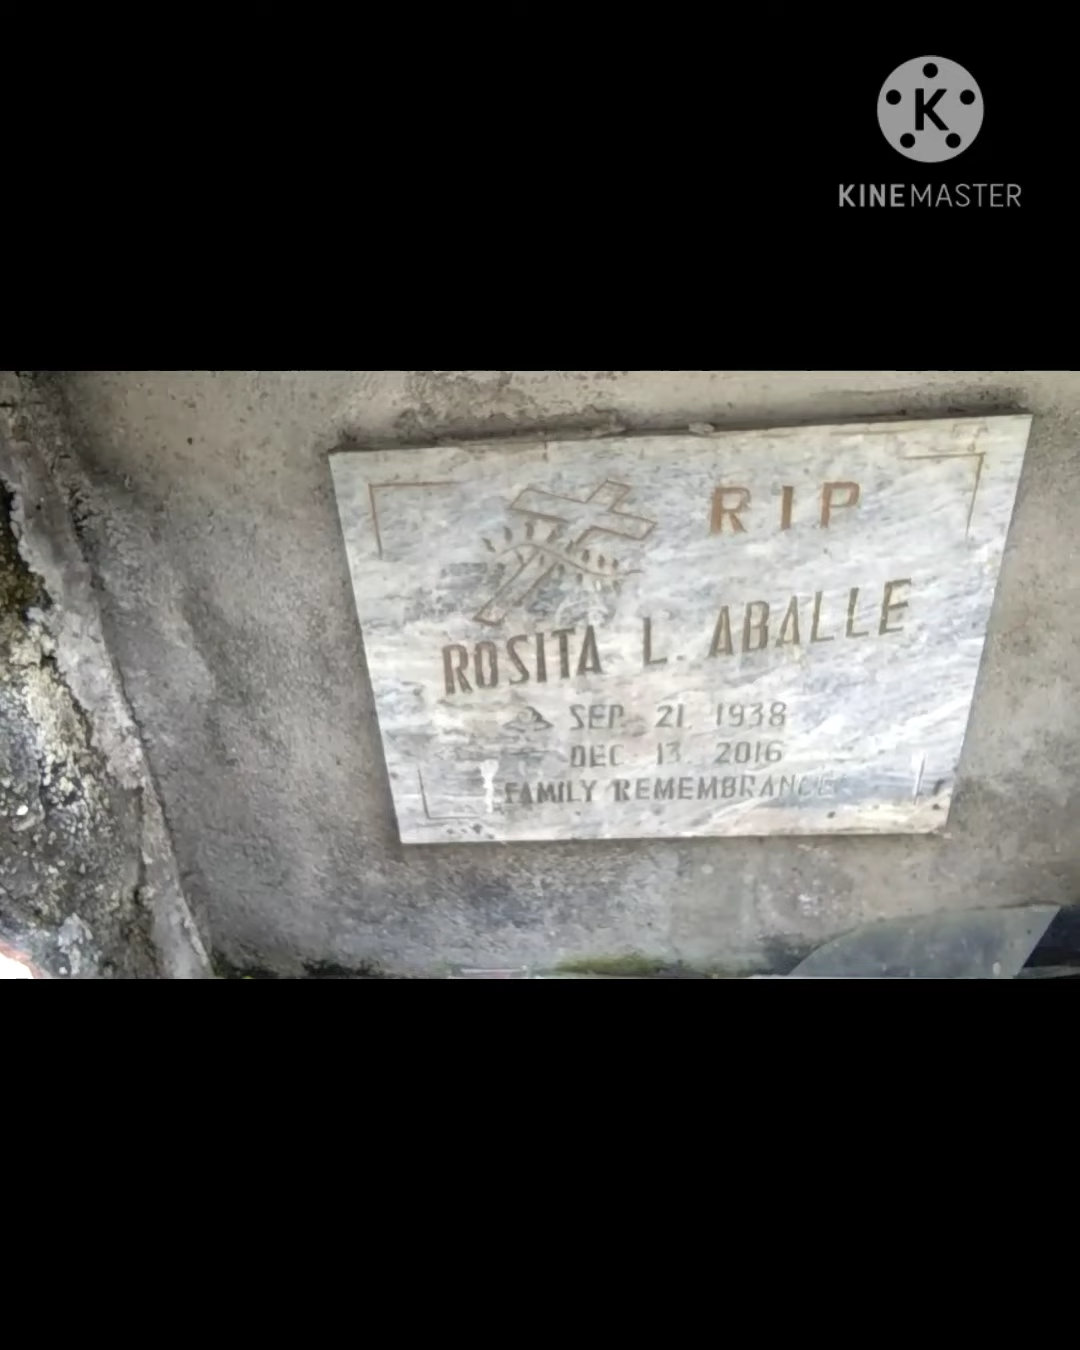 KINEMASTER
RIP
ROSITA L. ABALLE
SEP. 21, 1938
DEC. 13, 2016
FAMILY REMEMBRANCE